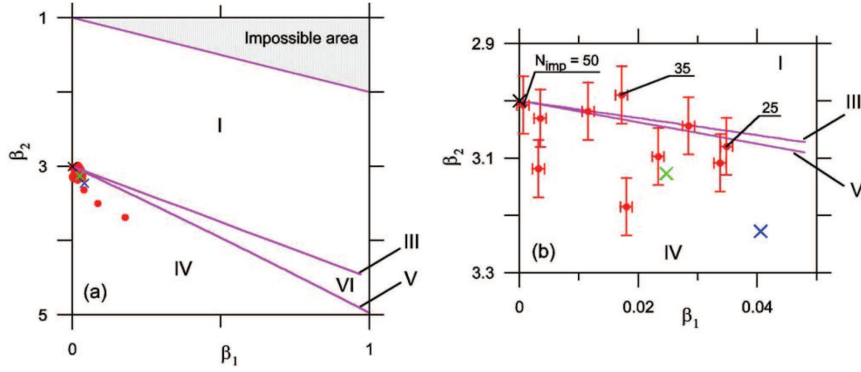 1
Impossible area
I
β₂
3
III
VI
IV
V
(a)
5
0
β₁
1
2.9
N_imp = 50
35
I
25
III
β₂
3.1
V
IV
(b)
3.3
0
0.02
β₁
0.04